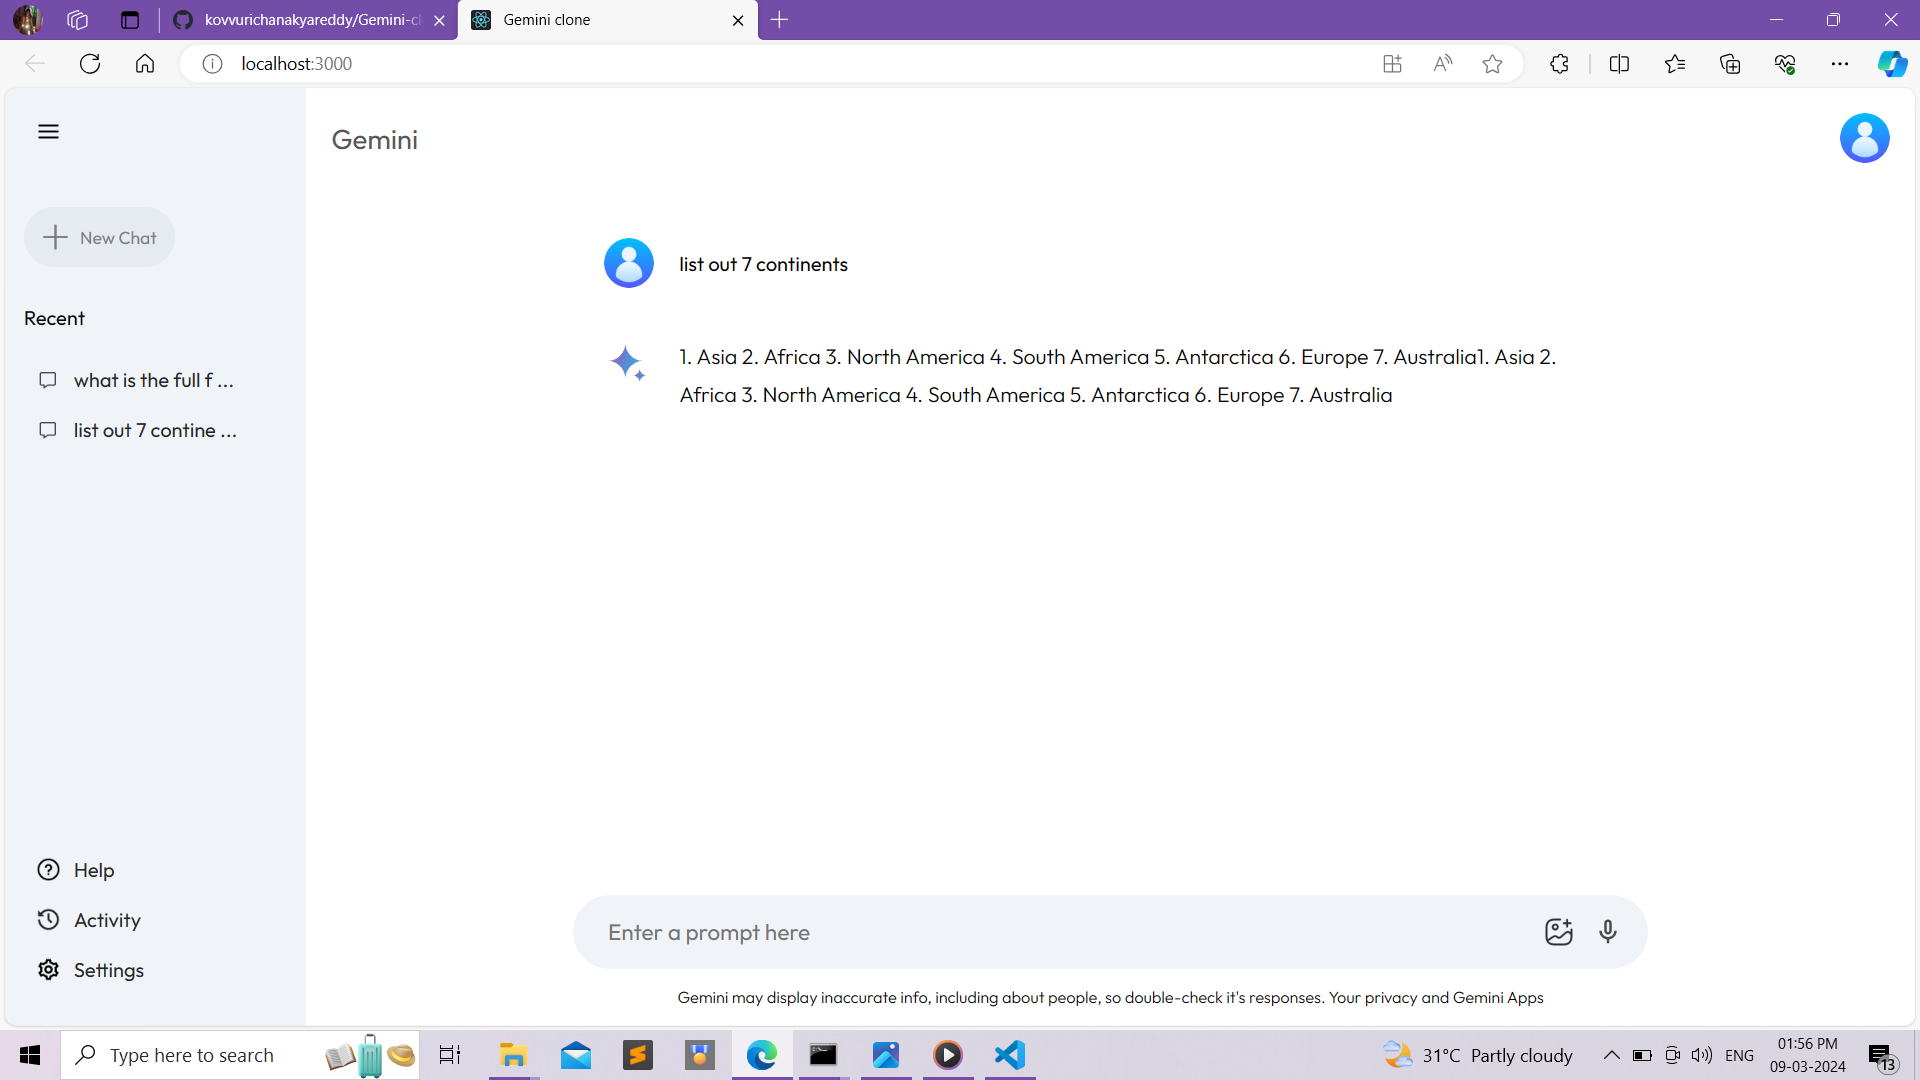 kovvurichanakyareddy/Gemini-cl
Gemini clone
localhost:3000
Gemini
New Chat
Recent
what is the full f ...
list out 7 contine ...
list out 7 continents
1. Asia 2. Africa 3. North America 4. South America 5. Antarctica 6. Europe 7. Australia1. Asia 2.
Africa 3. North America 4. South America 5. Antarctica 6. Europe 7. Australia
Help
Activity
Settings
Enter a prompt here
Gemini may display inaccurate info, including about people, so double-check it's responses. Your privacy and Gemini Apps
Type here to search
31°C Partly cloudy
ENG
01:56 PM
09-03-2024
13